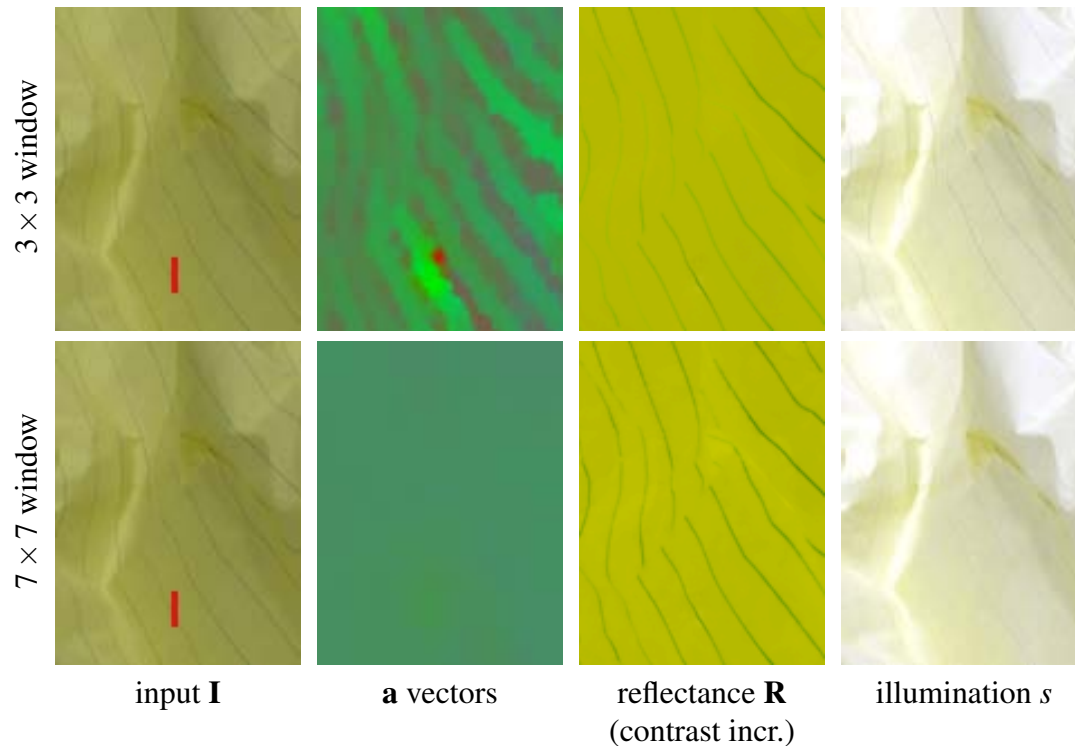 3 × 3 window
7 × 7 window
input I
a vectors
reflectance R
(contrast incr.)
illumination s